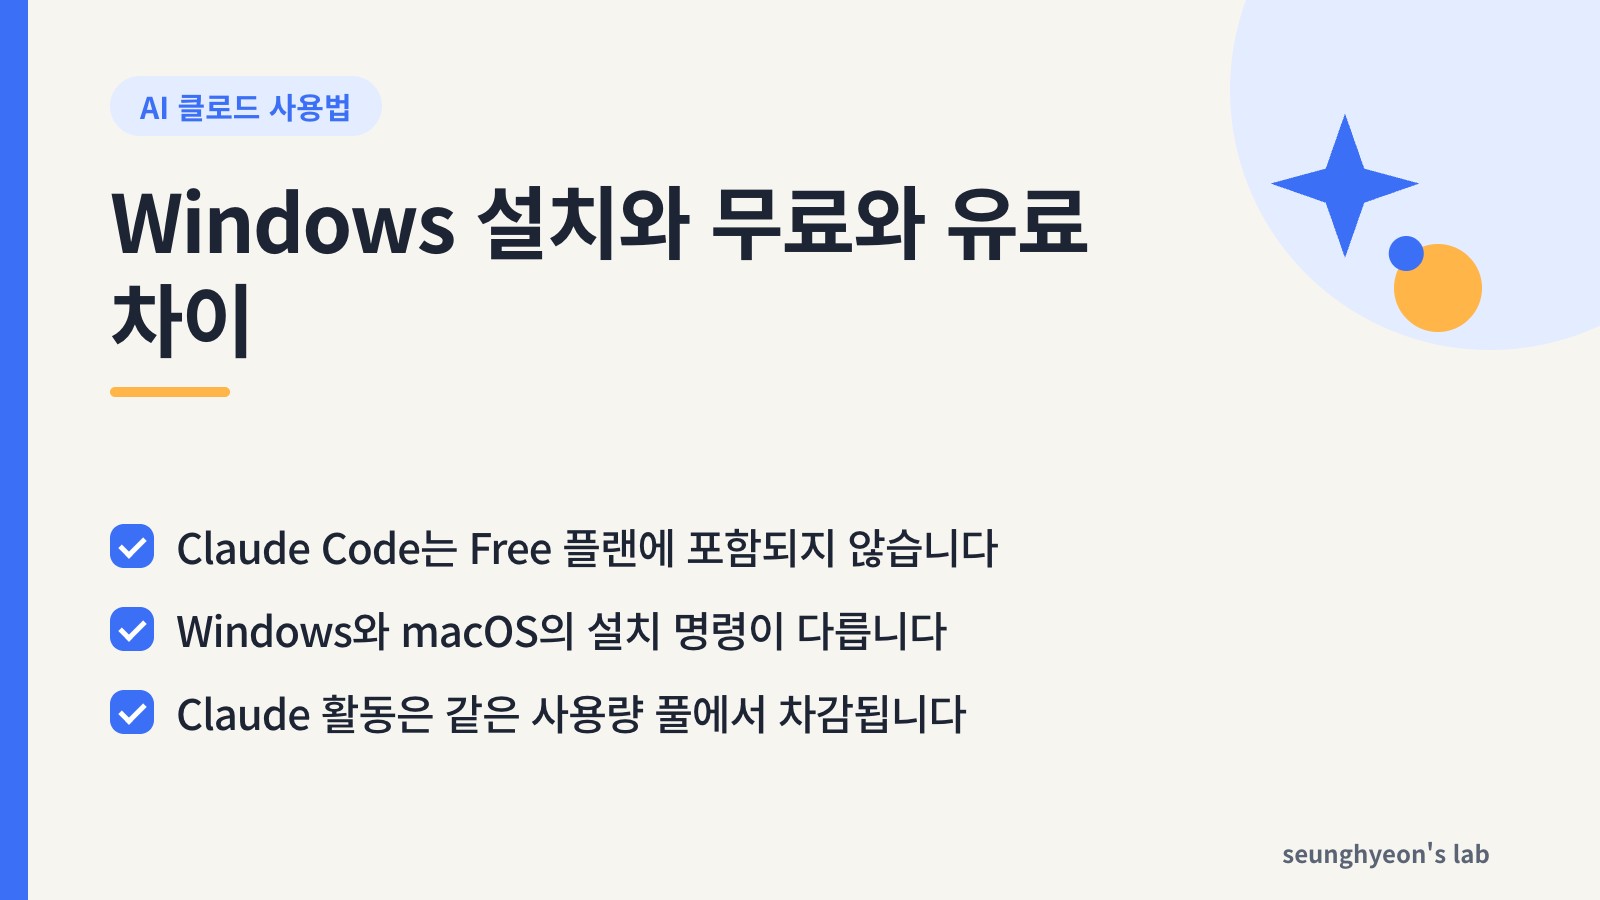 AI 클로드 사용법
Windows 설치와 무료와 유료
차이
Claude Code는 Free 플랜에 포함되지 않습니다
Windows와 macOS의 설치 명령이 다릅니다
Claude 활동은 같은 사용량 풀에서 차감됩니다
seunghyeon's lab